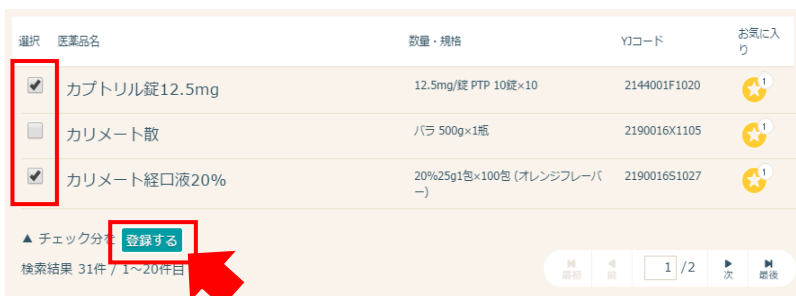 選択 医薬品名 数量・規格 YJコード お気に入
り
カプトリル錠12.5mg 12.5mg/錠 PTP 10錠×10 2144001F1020 1
カリメート散 バラ 500g×1瓶 2190016X1105 1
カリメート経口液20% 20%25g1包×100包 (オレンジフレーバ 2190016S1027 1
ー)
▲ チェック分を 登録する
検索結果 31件 / 1～20件目 最初 前 1 /2 次 最後